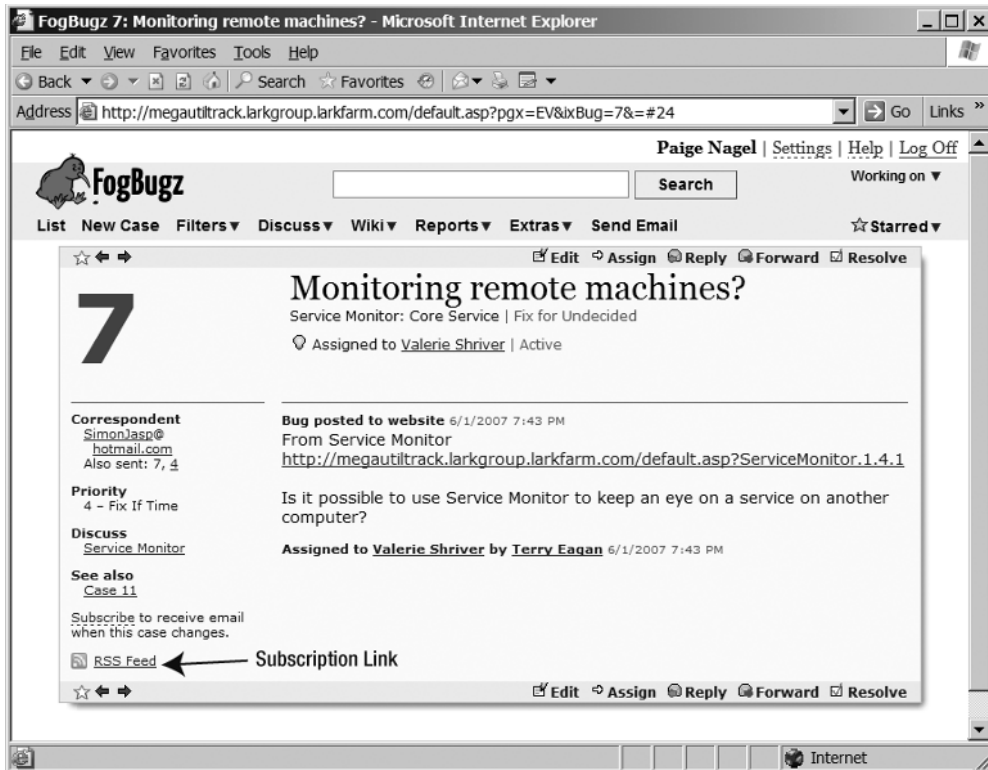 FogBugz 7: Monitoring remote machines? - Microsoft Internet Explorer
File Edit View Favorites Tools Help
Back Search Favorites
Address http://megautiltrack.larkgroup.larkfarm.com/default.asp?pgx=EV&ixBug=7&=#24 Go Links »
Paige Nagel | Settings | Help | Log Off
FogBugz Search Working on ▼
List New Case Filters▼ Discuss▼ Wiki▼ Reports▼ Extras▼ Send Email ☆Starred▼
Edit Assign Reply Forward Resolve
7
Monitoring remote machines?
Service Monitor: Core Service | Fix for Undecided
Assigned to Valerie Shriver | Active
Correspondent
SimonJasp@
hotmail.com
Also sent: 7, 4
Priority
4 – Fix If Time
Discuss
Service Monitor
See also
Case 11
Subscribe to receive email
when this case changes.
RSS Feed
Subscription Link
Bug posted to website 6/1/2007 7:43 PM
From Service Monitor
http://megautiltrack.larkgroup.larkfarm.com/default.asp?ServiceMonitor.1.4.1
Is it possible to use Service Monitor to keep an eye on a service on another
computer?
Assigned to Valerie Shriver by Terry Eagan 6/1/2007 7:43 PM
Edit Assign Reply Forward Resolve
Internet